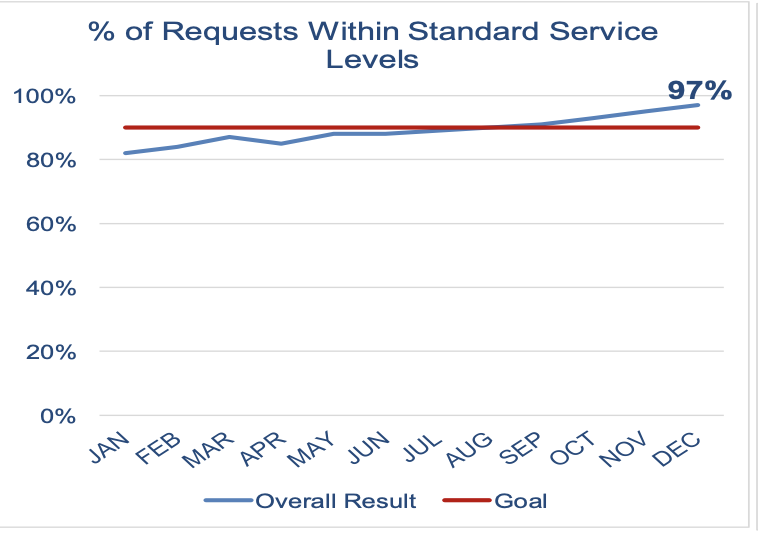 % of Requests Within Standard Service
Levels
97%
100%
80%
60%
40%
20%
0%
JAN FEB MAR APR MAY JUN JUL AUG SEP OCT NOV DEC
Overall Result Goal